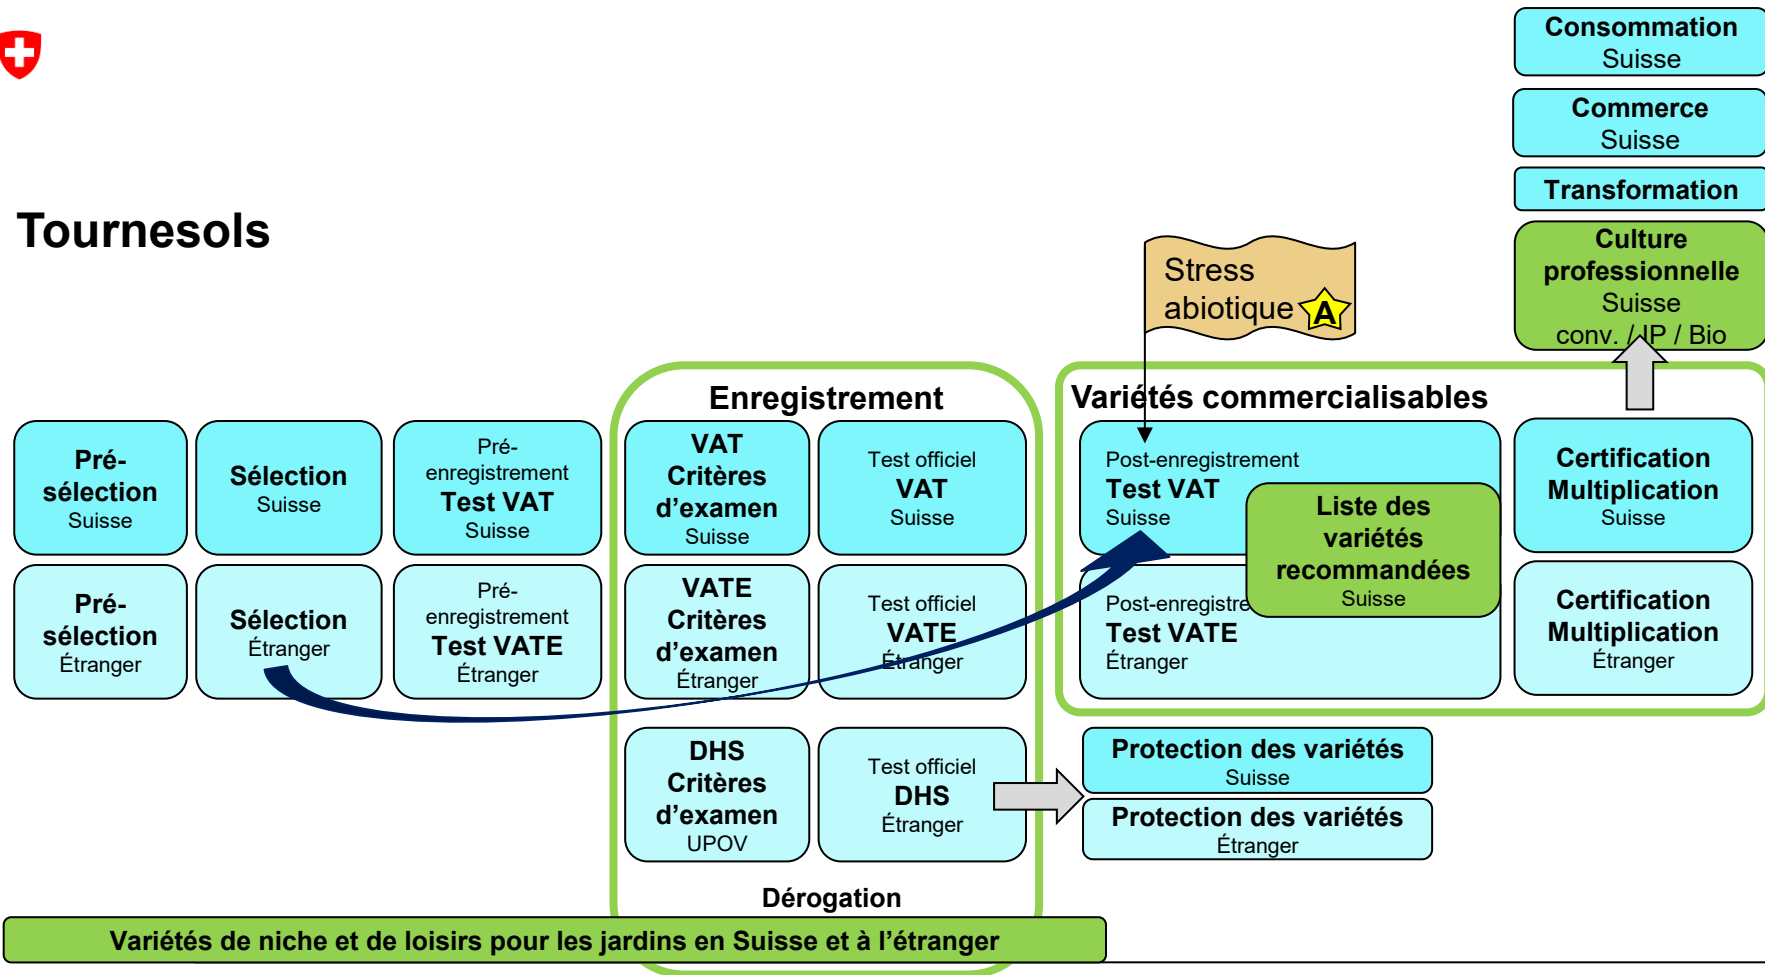 Consommation
Suisse
Commerce
Suisse
Transformation
Culture
professionnelle
Suisse
conv. / IP / Bio
Tournesols
Stress
abiotique
A
Enregistrement
Variétés commercialisables
Pré-
sélection
Suisse
Sélection
Suisse
Pré-
enregistrement
Test VAT
Suisse
VAT
Critères
d’examen
Suisse
Test officiel
VAT
Suisse
Post-enregistrement
Test VAT
Suisse
Liste des
variétés
recommandées
Suisse
Certification
Multiplication
Suisse
Pré-
sélection
Étranger
Sélection
Étranger
Pré-
enregistrement
Test VATE
Étranger
VATE
Critères
d’examen
Étranger
Test officiel
VATE
Étranger
Post-enregistre
Test VATE
Étranger
Certification
Multiplication
Étranger
DHS
Critères
d’examen
UPOV
Test officiel
DHS
Étranger
Protection des variétés
Suisse
Protection des variétés
Étranger
Dérogation
Variétés de niche et de loisirs pour les jardins en Suisse et à l’étranger